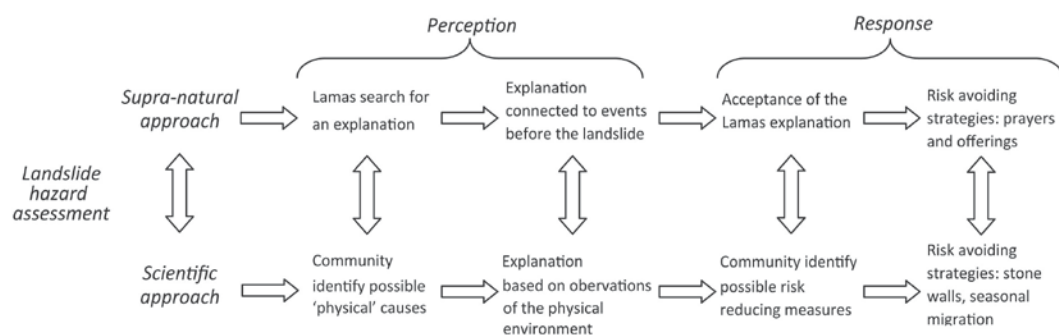 Perception
Response
Supra-natural
approach
Lamas search for
an explanation
Explanation
connected to events
before the landslide
Acceptance of the
Lamas explanation
Risk avoiding
strategies: prayers
and offerings
Landslide
hazard
assessment
Scientific
approach
Community
identify possible
‘physical’ causes
Explanation
based on obervations
of the physical
environment
Community identify
possible risk
reducing measures
Risk avoiding
strategies: stone
walls, seasonal
migration